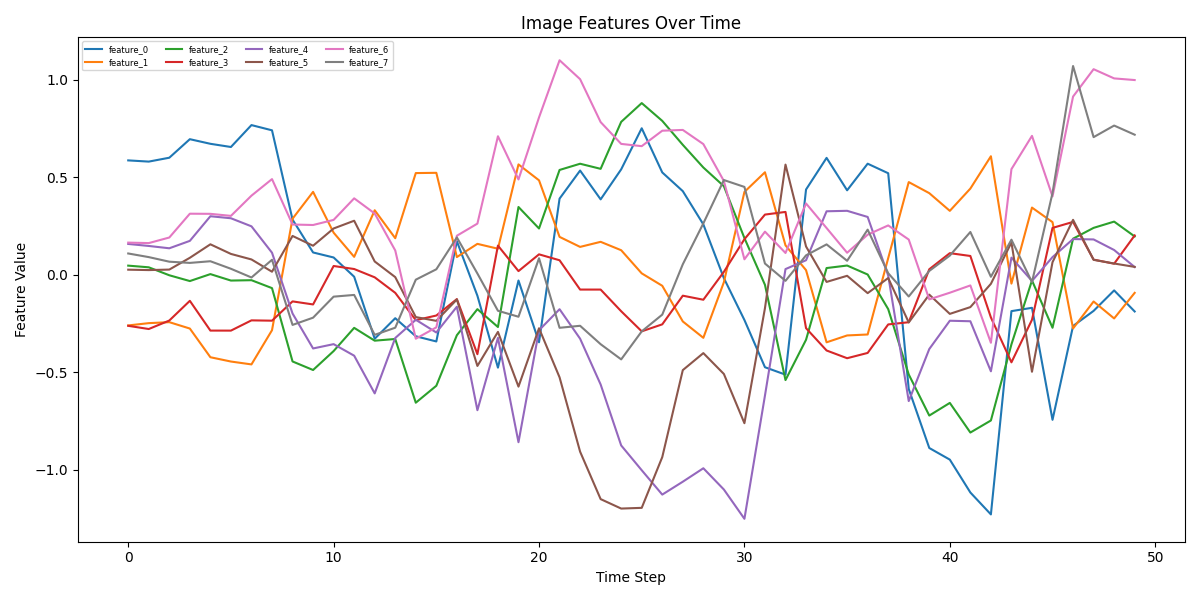 Image Features Over Time
feature_0 feature_2 feature_4 feature_6
feature_1 feature_3 feature_5 feature_7
Feature Value
1.0
0.5
0.0
−0.5
−1.0
0 10 20 30 40 50
Time Step